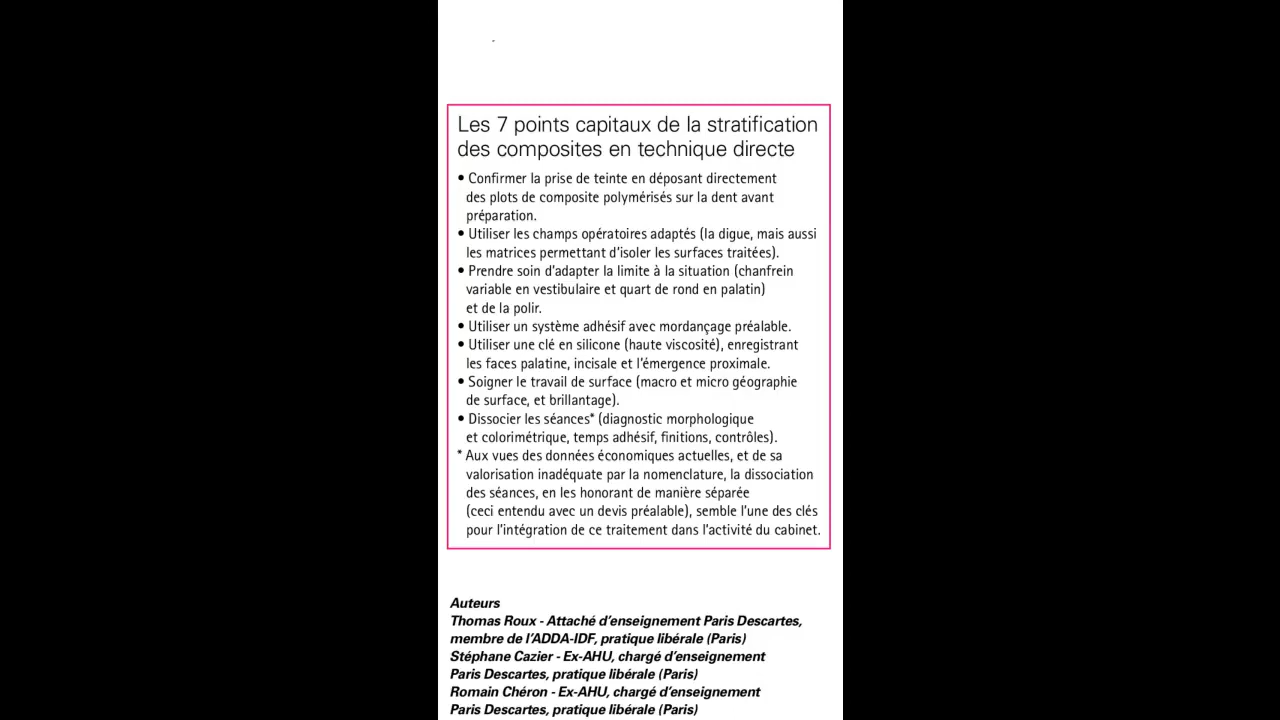 Les 7 points capitaux de la stratification
des composites en technique directe
• Confirmer la prise de teinte en déposant directement
des plots de composite polymérisés sur la dent avant
préparation.
• Utiliser les champs opératoires adaptés (la digue, mais aussi
les matrices permettant d'isoler les surfaces traitées).
• Prendre soin d'adapter la limite à la situation (chanfrein
variable en vestibulaire et quart de rond en palatin)
et de la polir.
• Utiliser un système adhésif avec mordançage préalable.
• Utiliser une clé en silicone (haute viscosité), enregistrant
les faces palatine, incisale et l'émergence proximale.
• Soigner le travail de surface (macro et micro géographie
de surface, et brillantage).
• Dissocier les séances* (diagnostic morphologique
et colorimétrique, temps adhésif, finitions, contrôles).
* Aux vues des données économiques actuelles, et de sa
valorisation inadéquate par la nomenclature, la dissociation
des séances, en les honorant de manière séparée
(ceci entendu avec un devis préalable), semble l'une des clés
pour l'intégration de ce traitement dans l'activité du cabinet.
Auteurs
Thomas Roux - Attaché d'enseignement Paris Descartes,
membre de l'ADDA-IDF, pratique libérale (Paris)
Stéphane Cazier - Ex-AHU, chargé d'enseignement
Paris Descartes, pratique libérale (Paris)
Romain Chéron - Ex-AHU, chargé d'enseignement
Paris Descartes, pratique libérale (Paris)